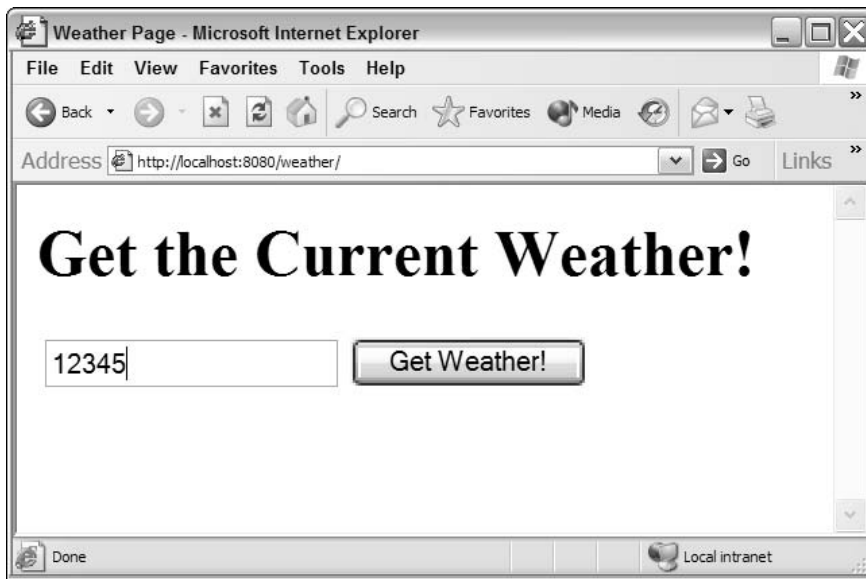 Weather Page - Microsoft Internet Explorer
File Edit View Favorites Tools Help
Back Search Favorites Media »
Address http://localhost:8080/weather/ Go Links »
Get the Current Weather!
12345 Get Weather!
Done Local intranet